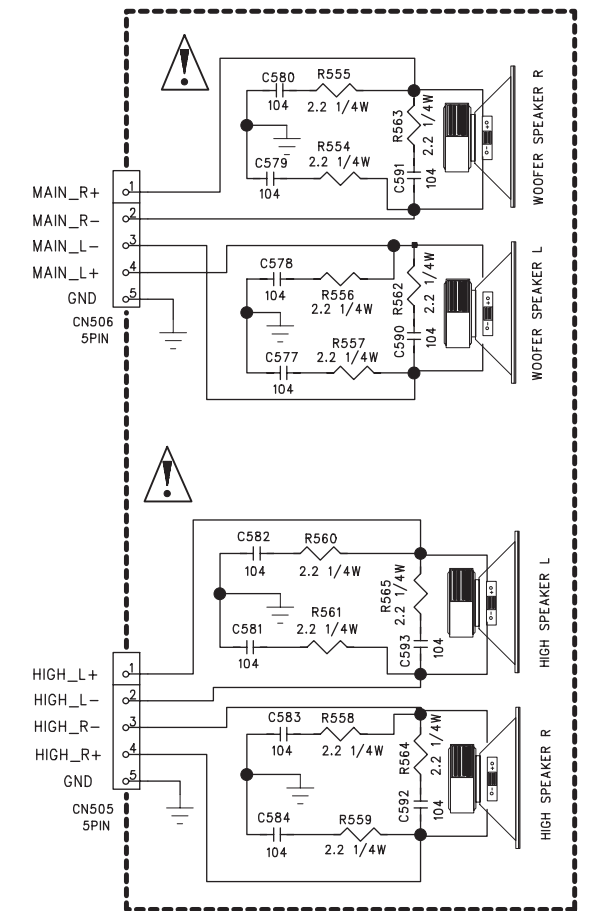 C580
R555
104
2.2 1/4W
R563
2.2 1/4W
R554
C579
2.2 1/4W
104
C591
104
WOOFER SPEAKER R
+o
o-
MAIN_R+
1
MAIN_R-
2
MAIN_L-
3
MAIN_L+
4
GND
5
CN506
5PIN
C578
104
R556
2.2 1/4W
R562
2.2 1/4W
C577
R557
2.2 1/4W
104
C590
104
WOOFER SPEAKER L
+o
o-
C582
R560
104
2.2 1/4W
R565
2.2 1/4W
R561
C581
2.2 1/4W
104
C593
104
HIGH SPEAKER L
+o
o-
HIGH_L+
1
HIGH_L-
2
HIGH_R-
3
HIGH_R+
4
GND
5
CN505
5PIN
C583
R558
104
2.2 1/4W
R564
2.2 1/4W
C584
R559
104
2.2 1/4W
C592
104
HIGH SPEAKER R
+o
o-